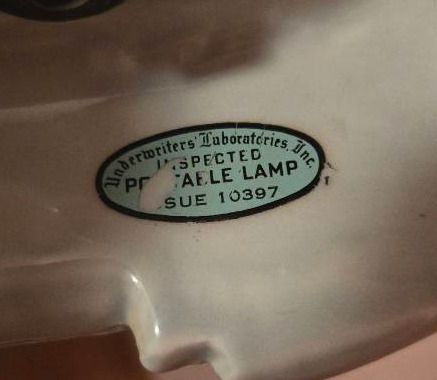 Underwriters' Laboratories, Inc.
INSPECTED
PORTABLE LAMP
ISSUE 10397